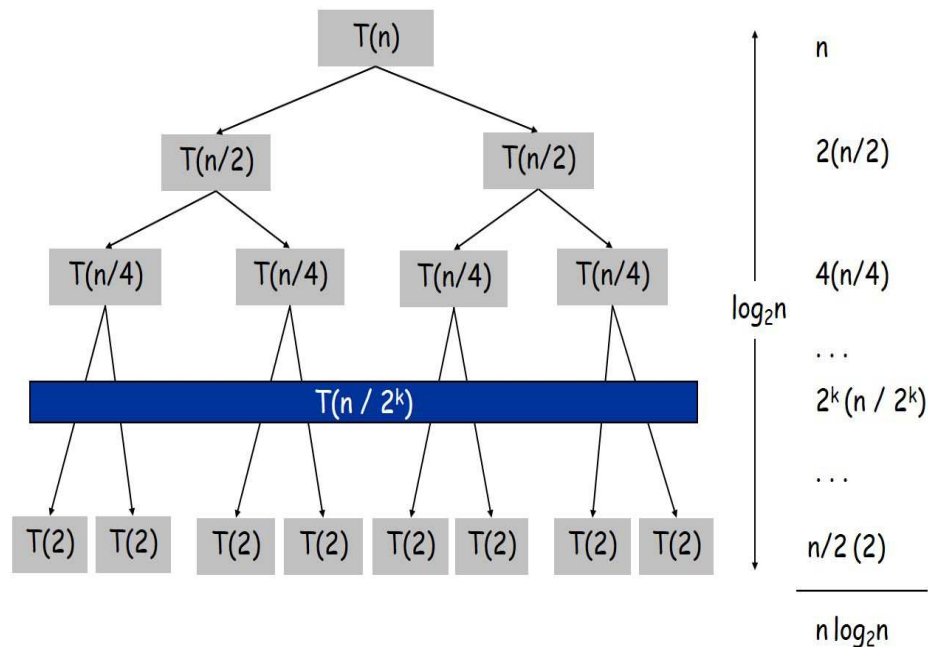 T(n)
n
T(n/2) T(n/2)
2(n/2)
T(n/4) T(n/4) T(n/4) T(n/4)
4(n/4)
log₂n
. . .
T(n / 2ᵏ)
2ᵏ (n / 2ᵏ)
. . .
T(2) T(2) T(2) T(2) T(2) T(2) T(2) T(2)
n/2 (2)
n log₂n